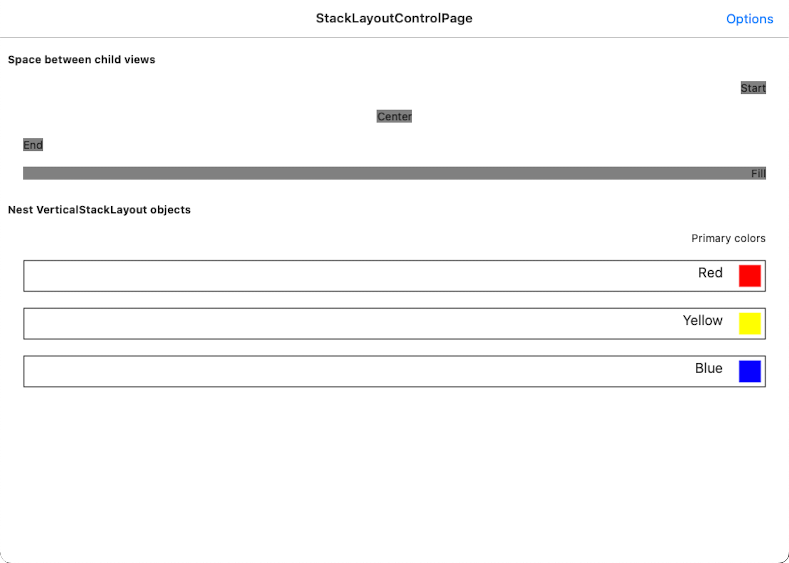 StackLayoutControlPage
Options
Space between child views
Start
Center
End
Fill
Nest VerticalStackLayout objects
Primary colors
Red
Yellow
Blue